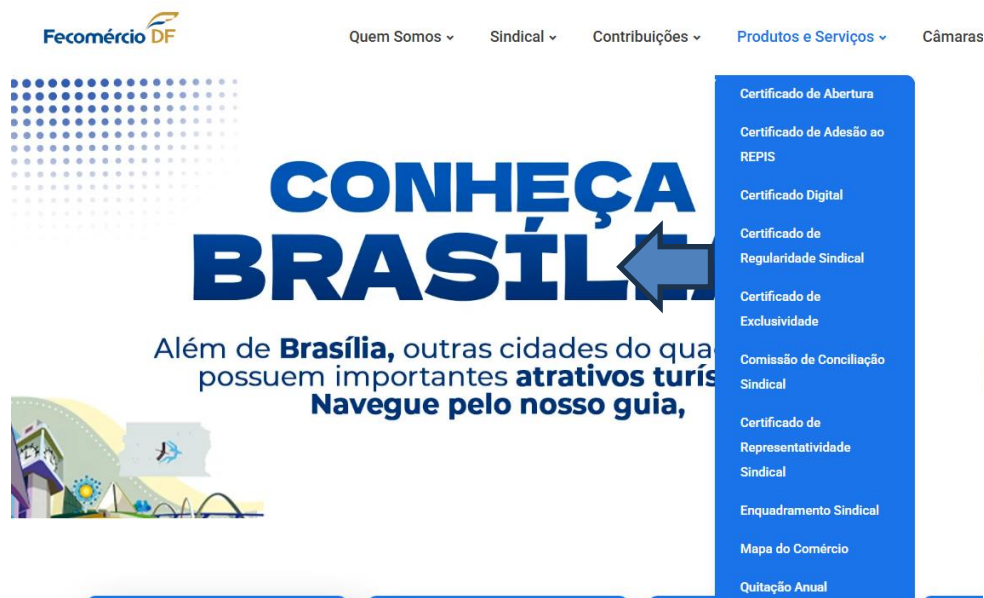 Fecomércio DF
Quem Somos
Sindical
Contribuições
Produtos e Serviços
Câmaras
CONHEÇA
BRASÍLIA
Além de Brasília, outras cidades do
possuem importantes atrativos
Navegue pelo nosso guia,
Certificado de Abertura
Certificado de Adesão ao
REPIS
Certificado Digital
Certificado de
Regularidade Sindical
Certificado de
Exclusividade
Comissão de Conciliação
Sindical
Certificado de
Representatividade
Sindical
Enquadramento Sindical
Mapa do Comércio
Quitação Anual